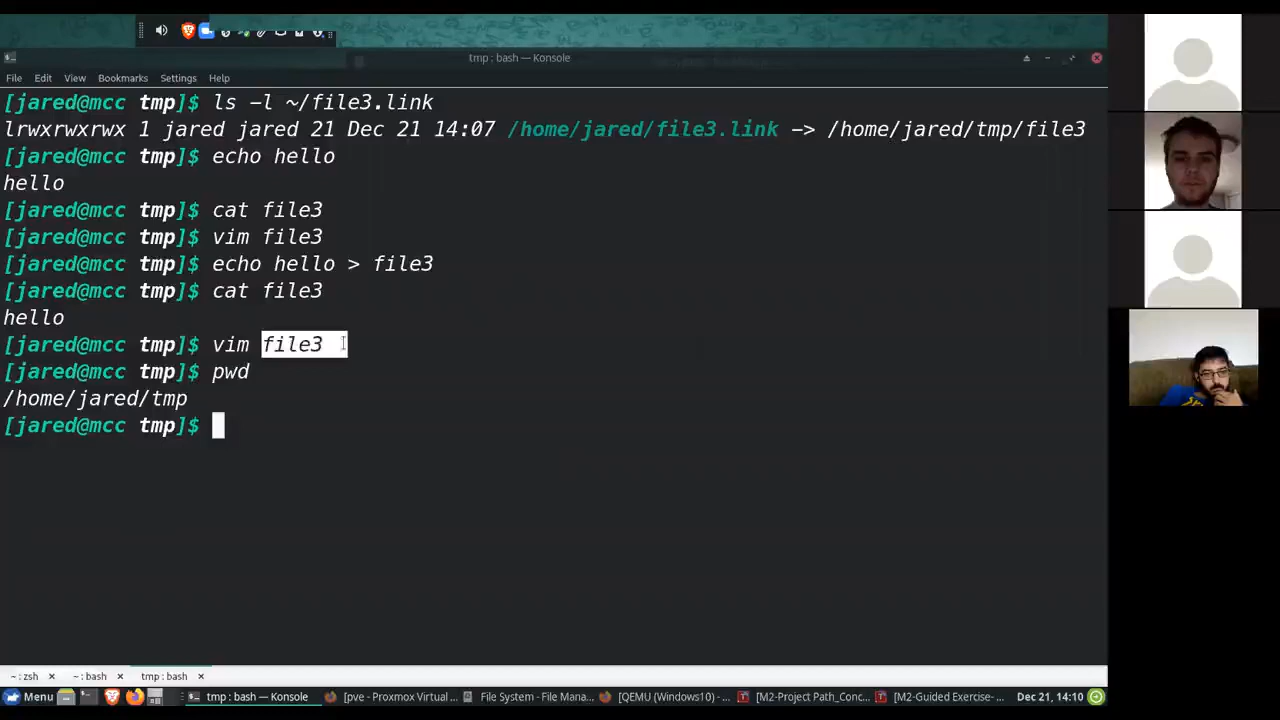 tmp : bash — Konsole
File Edit View Bookmarks Settings Help
[jared@mcc tmp]$ ls -l ~/file3.link
lrwxrwxrwx 1 jared jared 21 Dec 21 14:07 /home/jared/file3.link -> /home/jared/tmp/file3
[jared@mcc tmp]$ echo hello
hello
[jared@mcc tmp]$ cat file3
[jared@mcc tmp]$ vim file3
[jared@mcc tmp]$ echo hello > file3
[jared@mcc tmp]$ cat file3
hello
[jared@mcc tmp]$ vim file3
[jared@mcc tmp]$ pwd
/home/jared/tmp
[jared@mcc tmp]$
~ : zsh ~ : bash tmp : bash
Menu tmp : bash — Konsole [pve - Proxmox Virtual ... File System - File Mana... [QEMU (Windows10) - ... [M2-Project Path_Conc... [M2-Guided Exercise-... Dec 21, 14:10